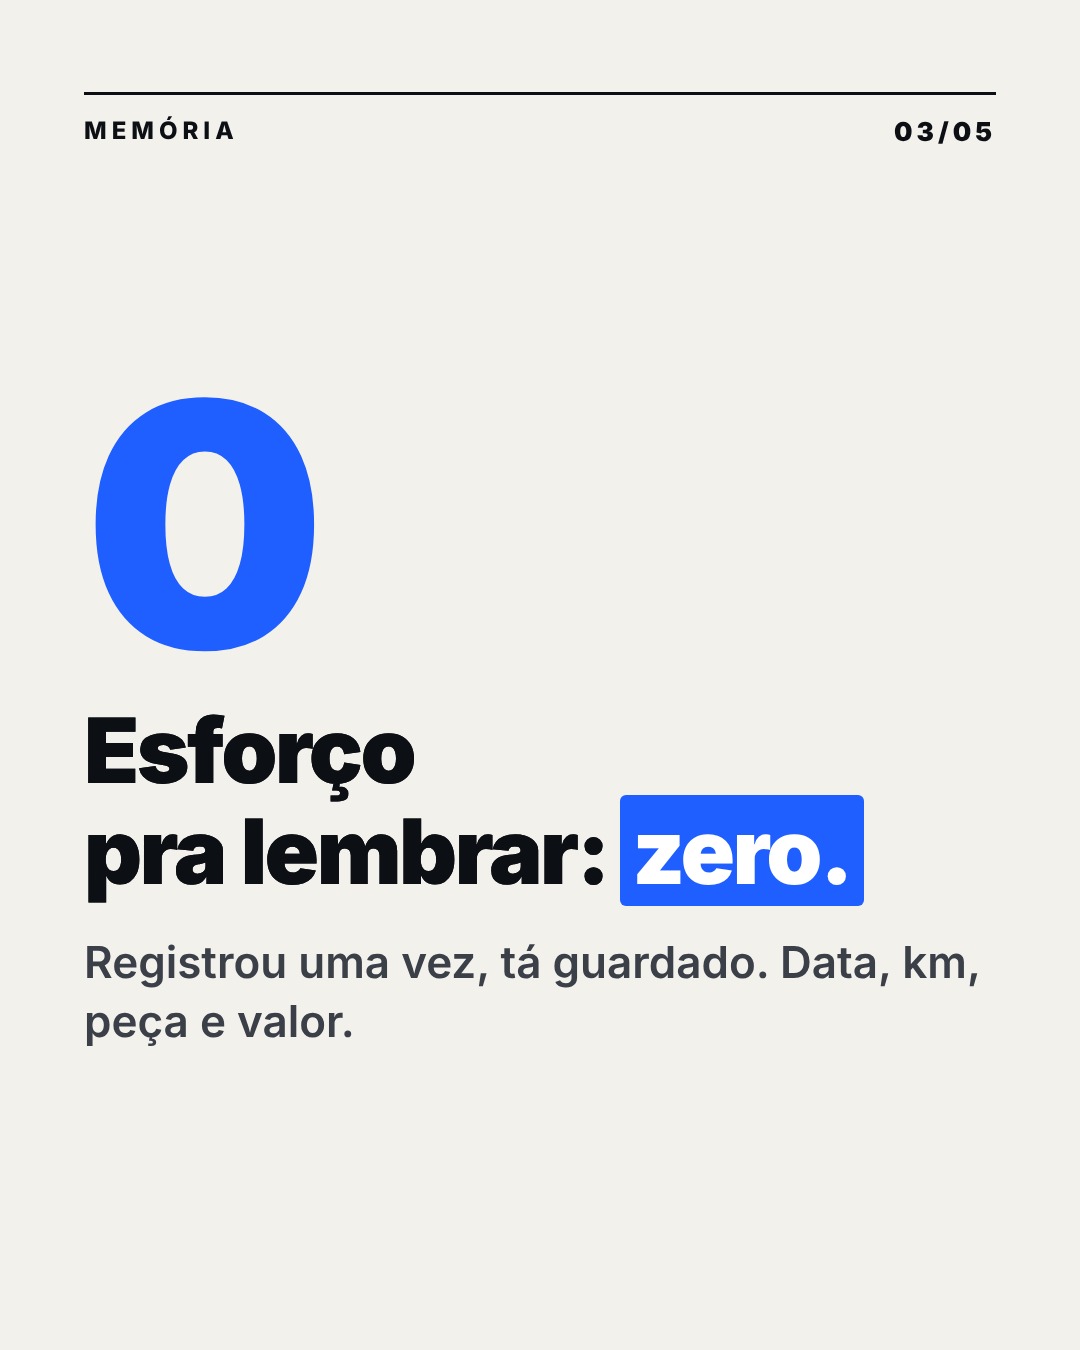 MEMÓRIA
03/05
0
Esforço
pra lembrar: zero.
Registrou uma vez, tá guardado. Data, km,
peça e valor.